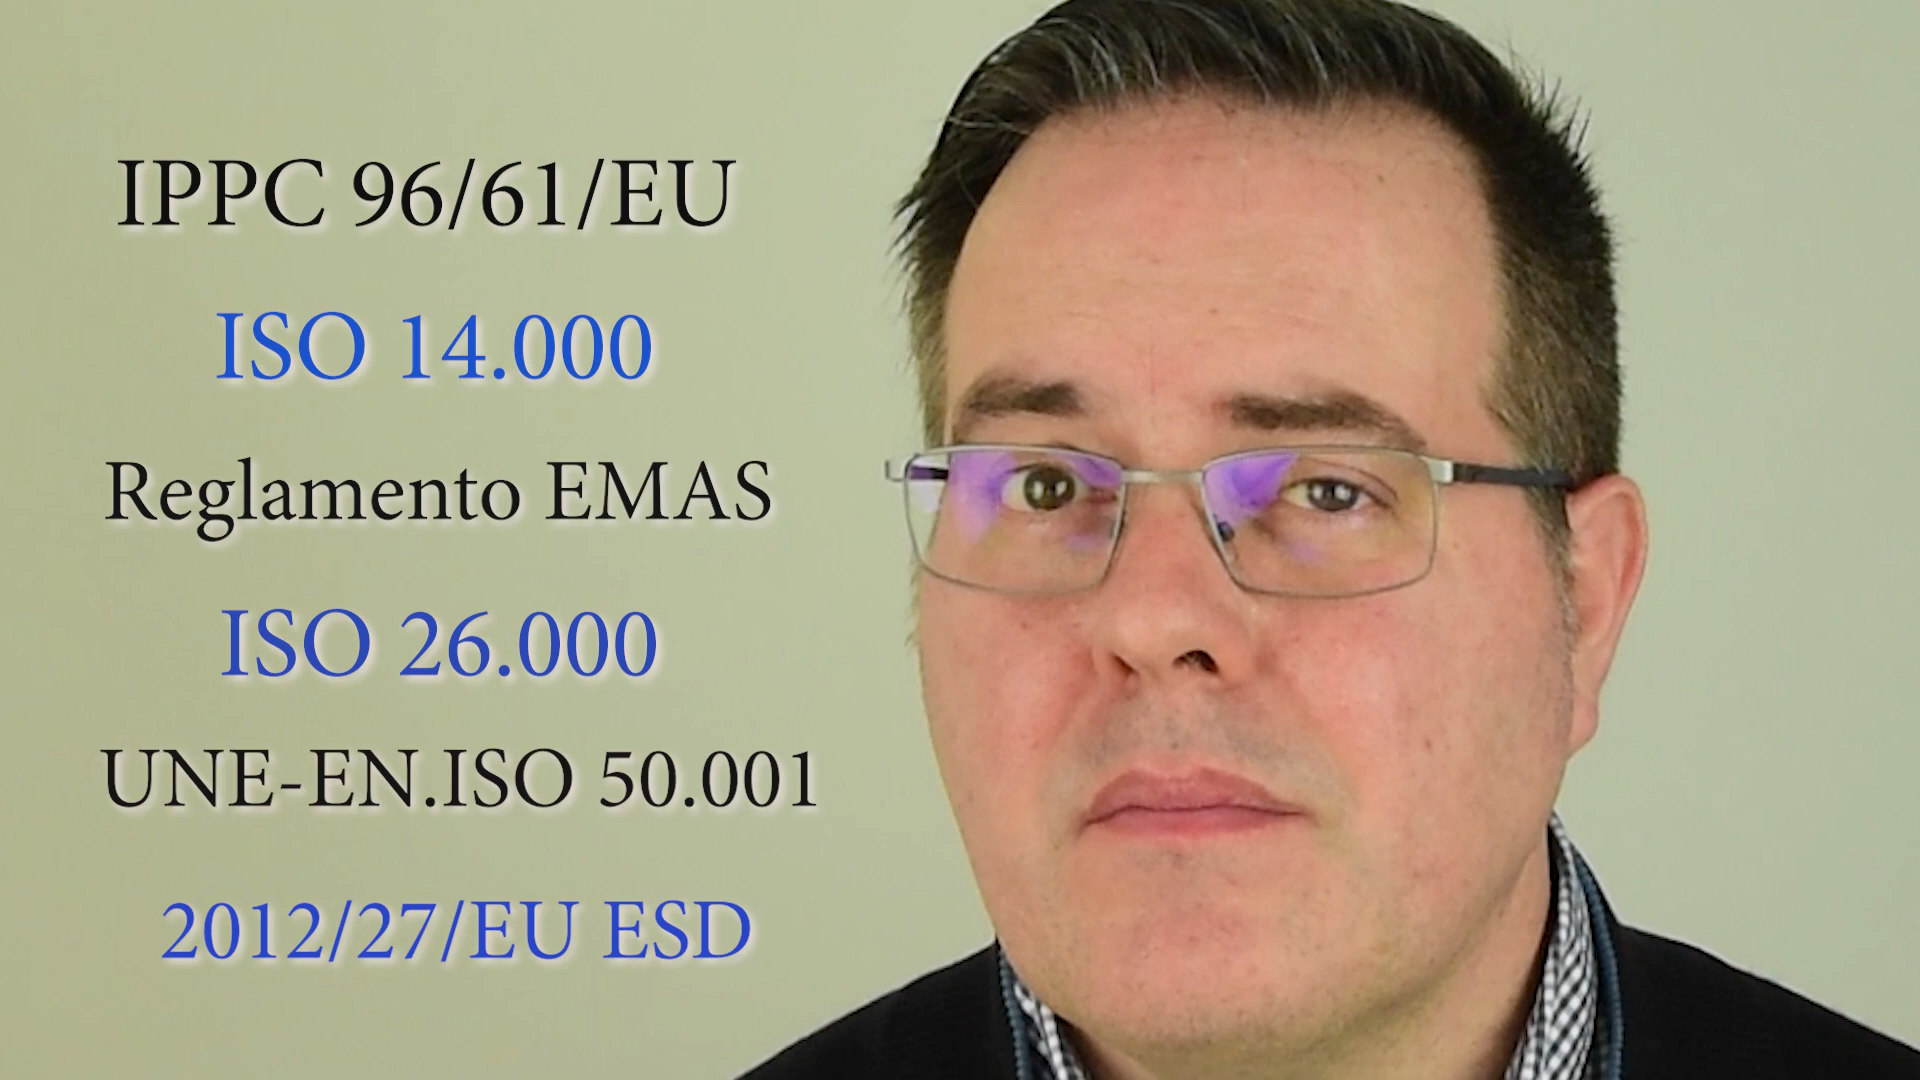 IPPC 96/61/EU
ISO 14.000
Reglamento EMAS
ISO 26.000
UNE-EN.ISO 50.001
2012/27/EU ESD